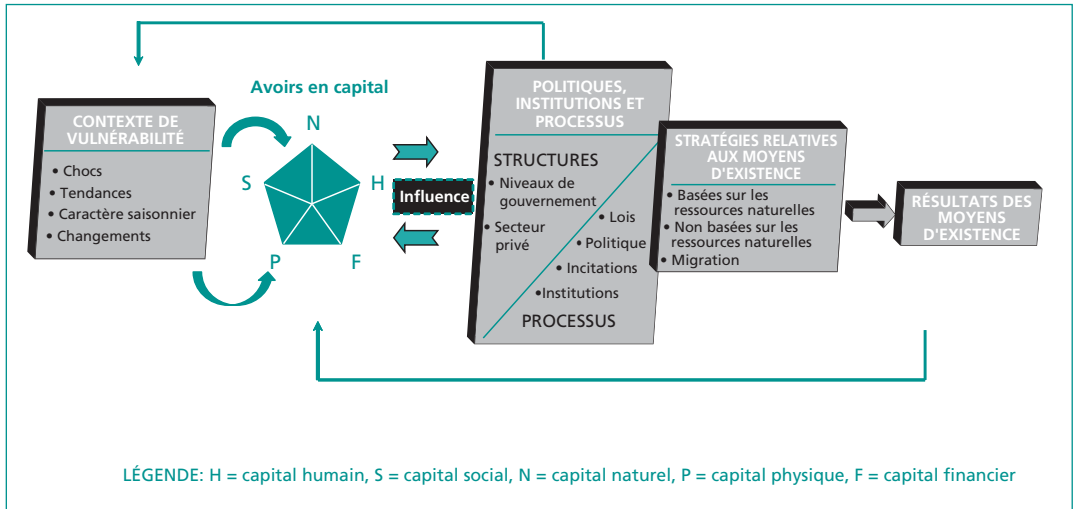 CONTEXTE DE
VULNÉRABILITÉ
• Chocs
• Tendances
• Caractère saisonnier
• Changements
Avoirs en capital
N
S
H
P
F
Influence
POLITIQUES,
INSTITUTIONS ET
PROCESSUS
STRUCTURES
• Niveaux de
gouvernement
• Secteur
privé
• Lois
• Politique
• Incitations
•Institutions
PROCESSUS
STRATÉGIES RELATIVES
AUX MOYENS
D'EXISTENCE
• Basées sur les
ressources naturelles
• Non basées sur les
ressources naturelles
• Migration
RÉSULTATS DES
MOYENS
D'EXISTENCE
LÉGENDE: H = capital humain, S = capital social, N = capital naturel, P = capital physique, F = capital financier